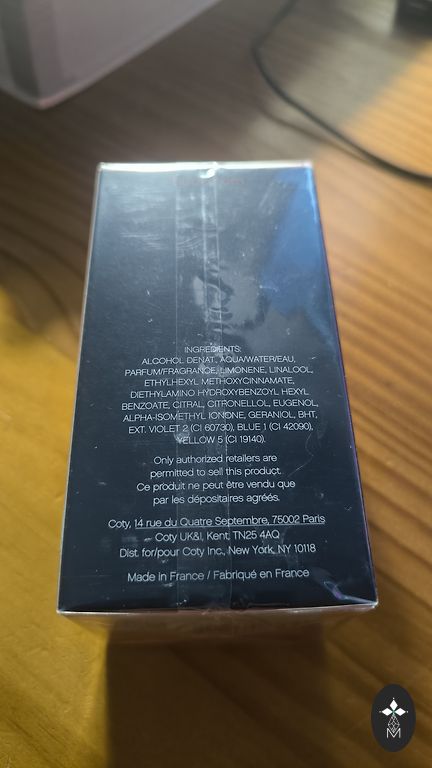 INGREDIENTS:
ALCOHOL DENAT., AQUA/WATER/EAU,
PARFUM/FRAGRANCE, LIMONENE, LINALOOL,
ETHYLHEXYL METHOXYCINNAMATE,
DIETHYLAMINO HYDROXYBENZOYL HEXYL
BENZOATE, CITRAL, CITRONELLOL, EUGENOL,
ALPHA-ISOMETHYL IONONE, GERANIOL, BHT,
EXT. VIOLET 2 (CI 60730), BLUE 1 (CI 42090),
YELLOW 5 (CI 19140).
Only authorized retailers are
permitted to sell this product.
Ce produit ne peut être vendu que
par les dépositaires agréés.
Coty, 14 rue du Quatre Septembre, 75002 Paris
Coty UK&I, Kent, TN25 4AQ
Dist. for/pour Coty Inc., New York, NY 10118
Made in France / Fabriqué en France
M